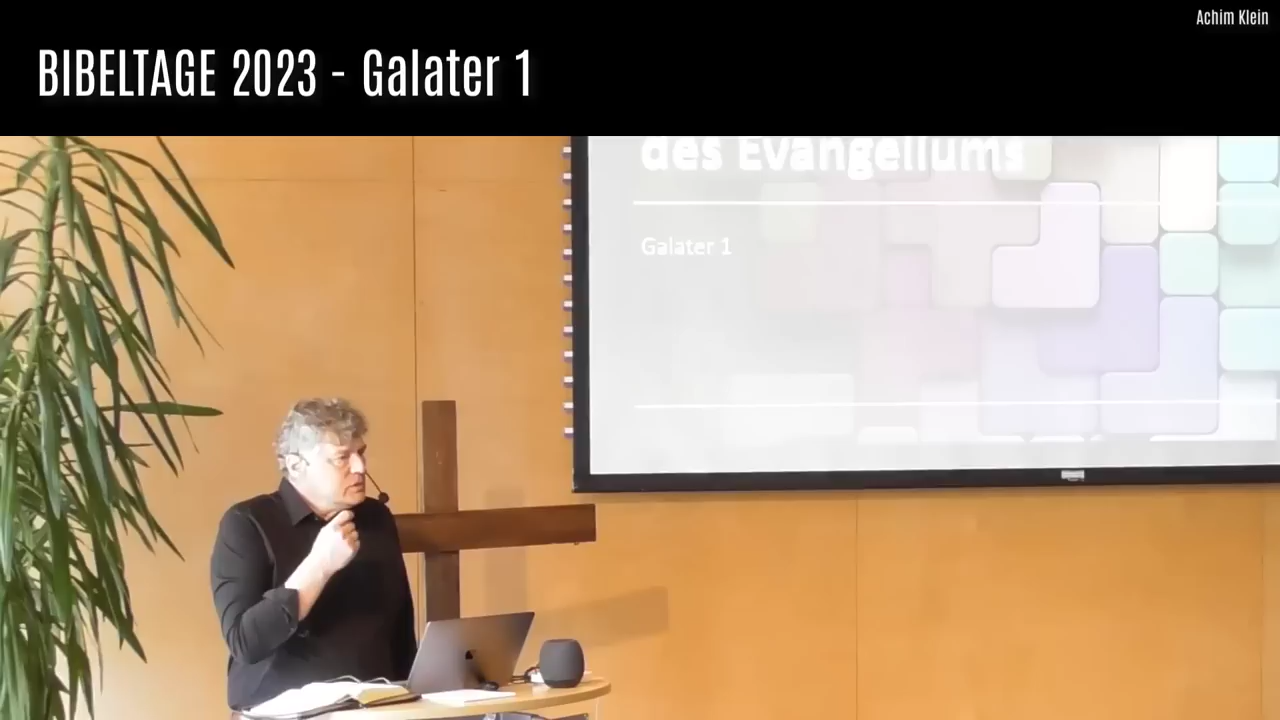 Achim Klein
BIBELTAGE 2023 - Galater 1
des Evangeliums
Galater 1